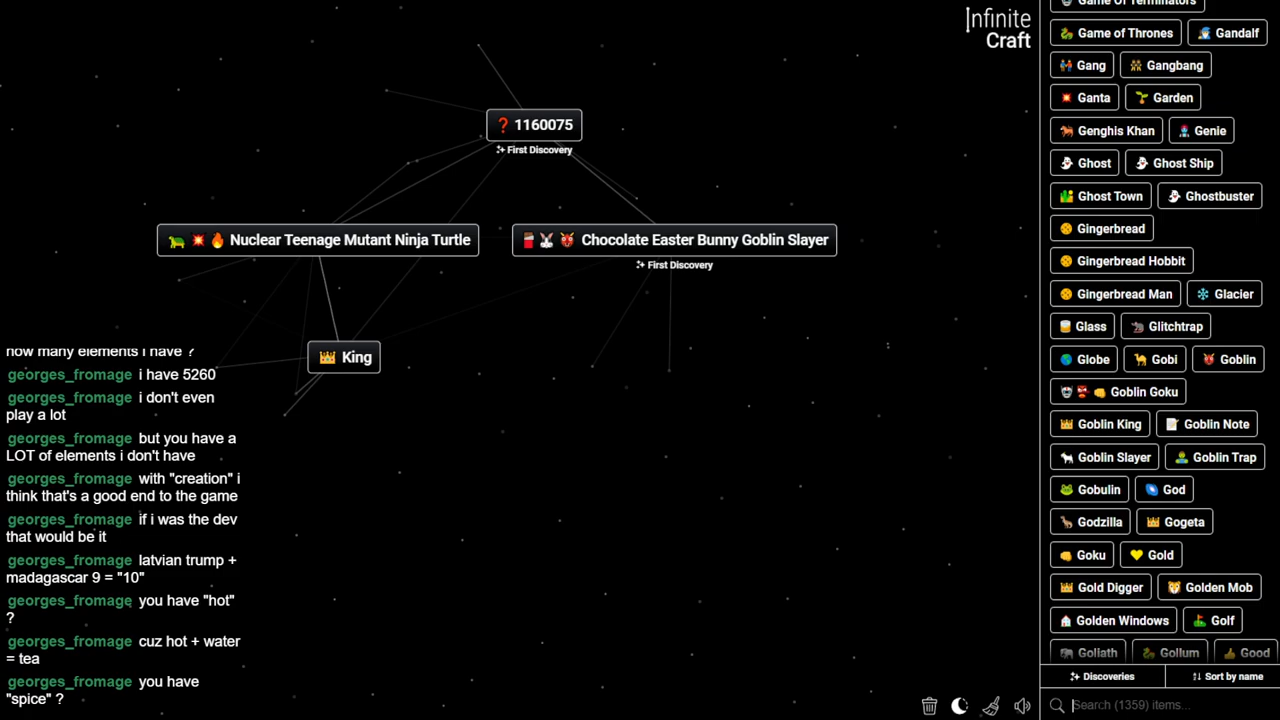 Infinite
Craft
❓ 1160075
✨ First Discovery
🐢 💥 🔥 Nuclear Teenage Mutant Ninja Turtle
🍫 🐰 👹 Chocolate Easter Bunny Goblin Slayer
✨ First Discovery
👑 King
how many elements i have ?
georges_fromage i have 5260
georges_fromage i don't even
play a lot
georges_fromage but you have a
LOT of elements i don't have
georges_fromage with "creation" i
think that's a good end to the game
georges_fromage if i was the dev
that would be it
georges_fromage latvian trump +
madagascar 9 = "10"
georges_fromage you have "hot"
?
georges_fromage cuz hot + water
= tea
georges_fromage you have
"spice" ?
Game Of Terminators
Game of Thrones Gandalf
Gang Gangbang
Ganta Garden
Genghis Khan Genie
Ghost Ghost Ship
Ghost Town Ghostbuster
Gingerbread
Gingerbread Hobbit
Gingerbread Man Glacier
Glass Glitchtrap
Globe Gobi Goblin
Goblin Goku
Goblin King Goblin Note
Goblin Slayer Goblin Trap
Gobulin God
Godzilla Gogeta
Goku Gold
Gold Digger Golden Mob
Golden Windows Golf
Goliath Gollum Good
Discoveries Sort by name
Search (1359) items...